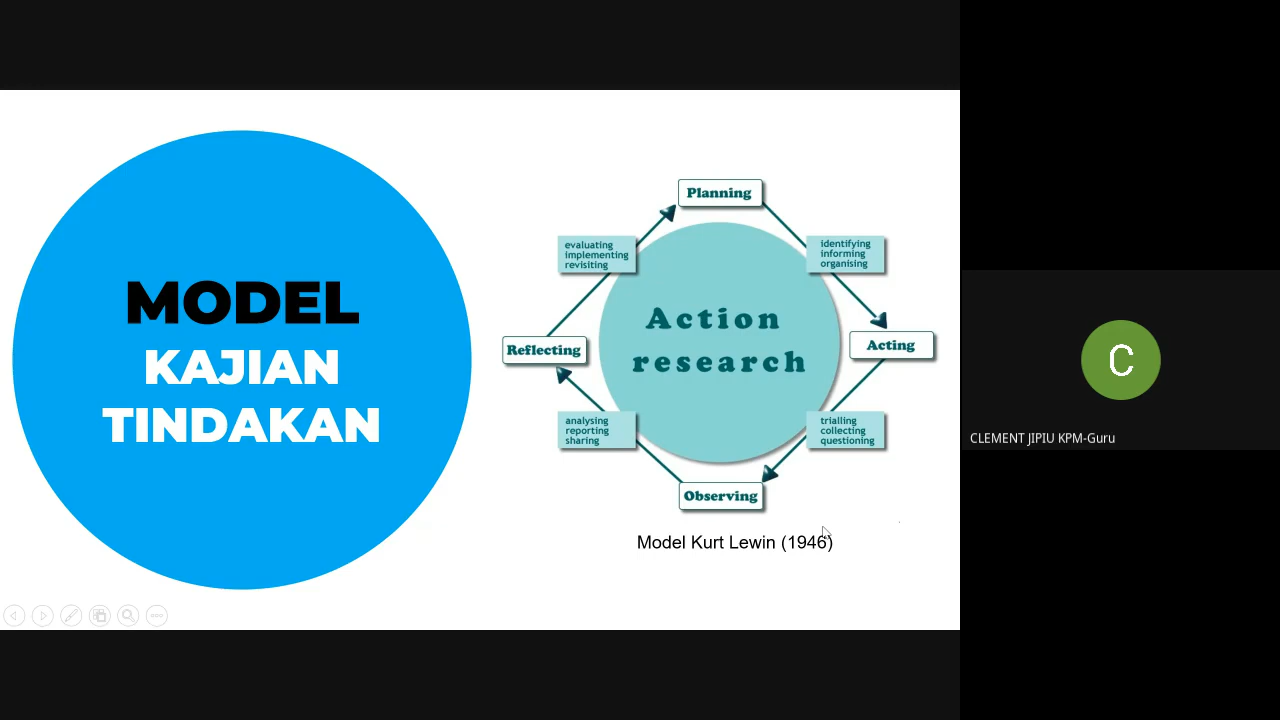 MODEL
KAJIAN
TINDAKAN
Planning
evaluating
implementing
revisiting
identifying
informing
organising
Action
research
Reflecting
Acting
analysing
reporting
sharing
trialling
collecting
questioning
Observing
Model Kurt Lewin (1946)
C
CLEMENT JIPIU KPM-Guru